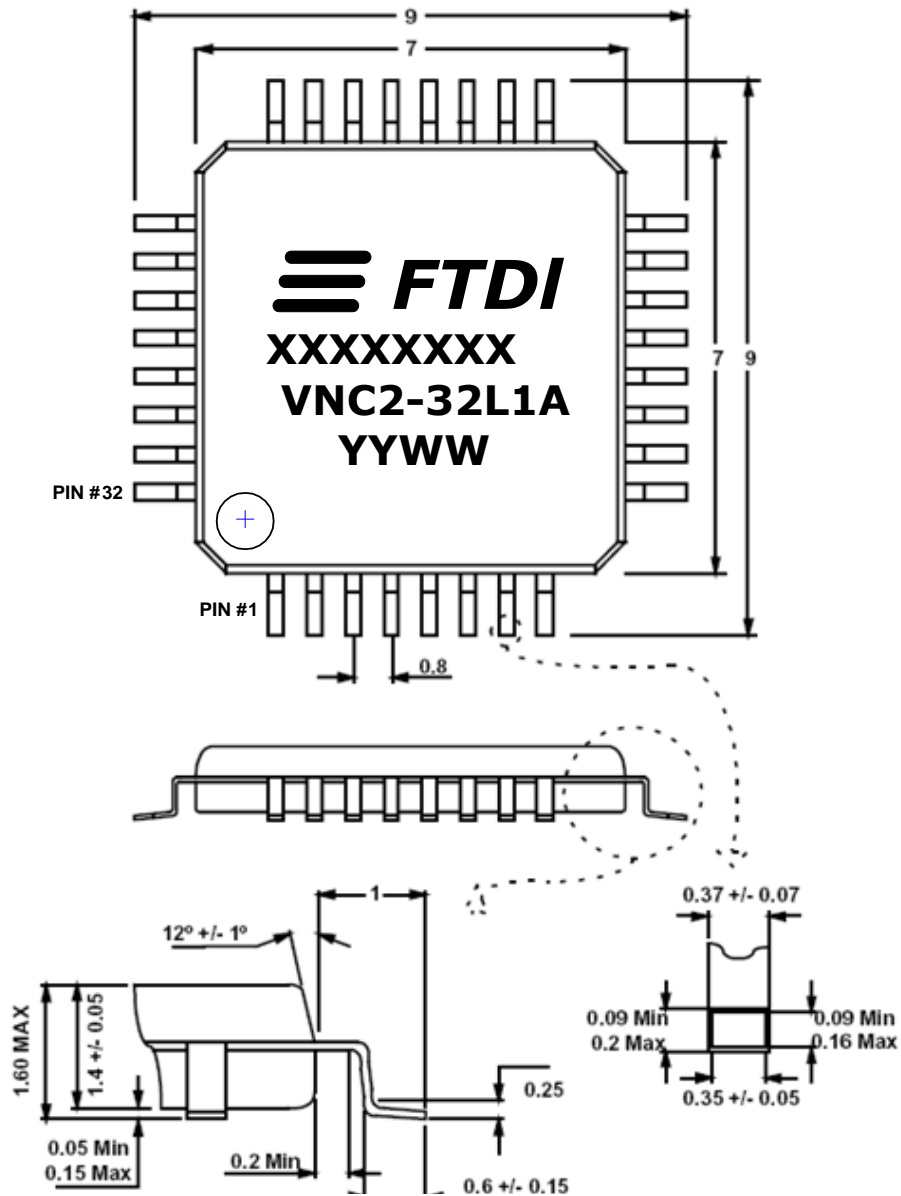 9
7
FTDI
XXXXXXXX
VNC2-32L1A
YYWW
7
9
PIN #32
PIN #1
0.8
1
12º +/- 1º
0.37 +/- 0.07
1.60 MAX
1.4 +/- 0.05
0.09 Min
0.2 Max
0.09 Min
0.16 Max
0.25
0.35 +/- 0.05
0.05 Min
0.15 Max
0.2 Min
0.6 +/- 0.15